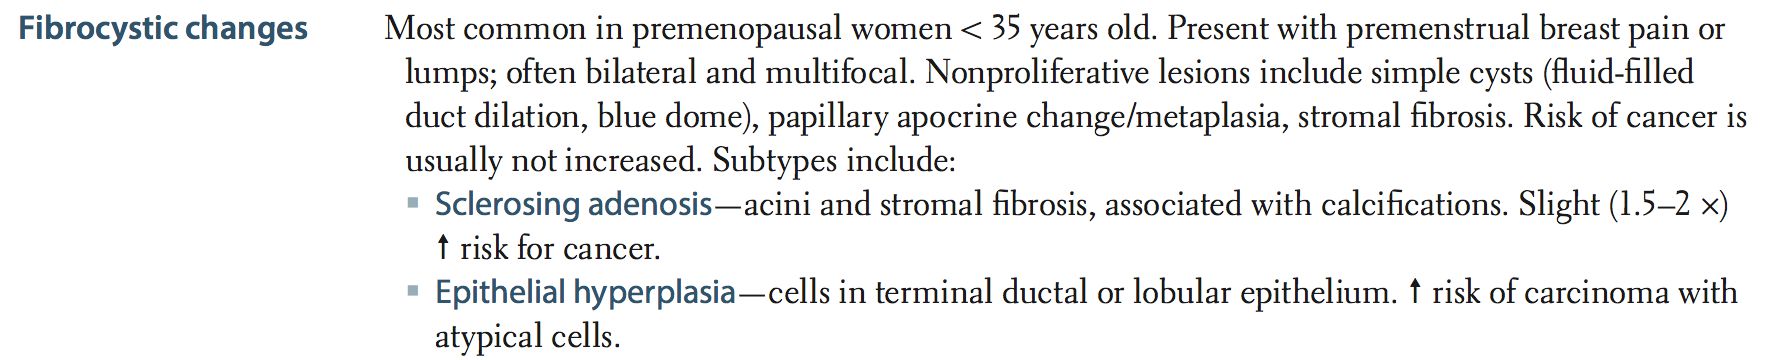 Fibrocystic changes
Most common in premenopausal women < 35 years old. Present with premenstrual breast pain or
lumps; often bilateral and multifocal. Nonproliferative lesions include simple cysts (fluid-filled
duct dilation, blue dome), papillary apocrine change/metaplasia, stromal fibrosis. Risk of cancer is
usually not increased. Subtypes include:
▪ Sclerosing adenosis—acini and stromal fibrosis, associated with calcifications. Slight (1.5–2 ×)
↑ risk for cancer.
▪ Epithelial hyperplasia—cells in terminal ductal or lobular epithelium. ↑ risk of carcinoma with
atypical cells.